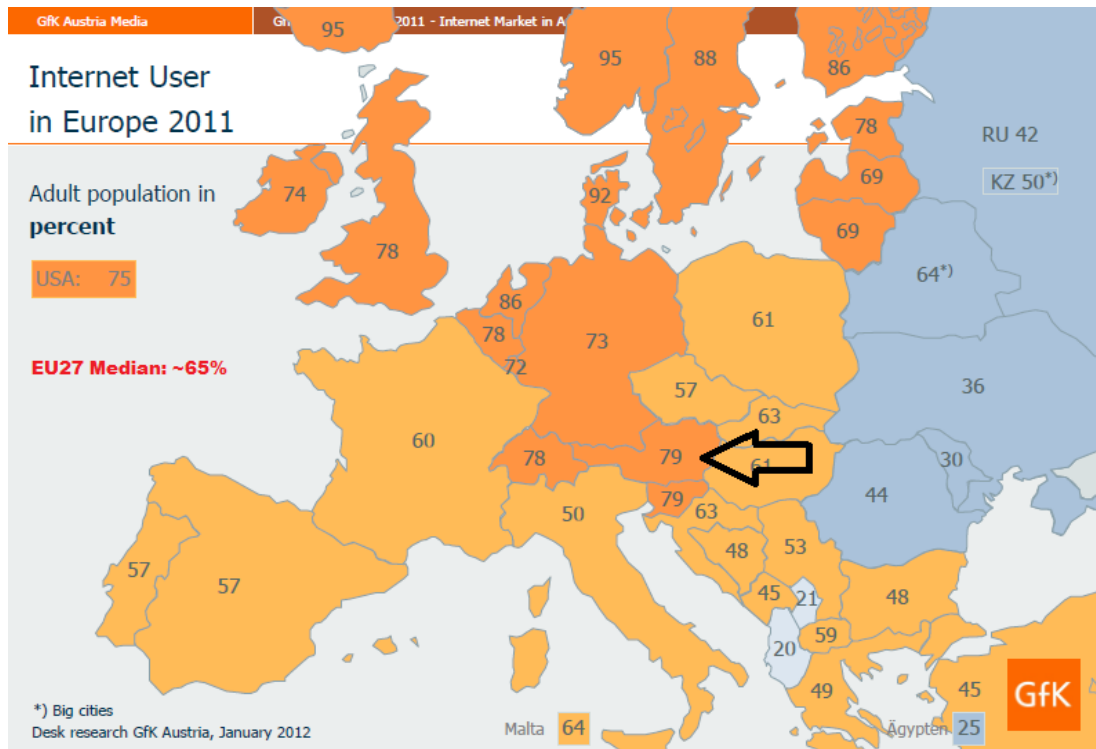 GfK Austria Media
2011 - Internet Market in A
Internet User
in Europe 2011
Adult population in
percent
USA: 75
EU27 Median: ~65%
95
95
88
86
RU 42
KZ 50*)
78
69
69
64*)
74
78
92
86
78
72
73
61
57
63
36
60
78
79
61
79
63
50
44
30
57
57
48
53
45
21
48
20
59
49
45
*) Big cities
Desk research GfK Austria, January 2012
Malta 64
Ägypten 25
GfK